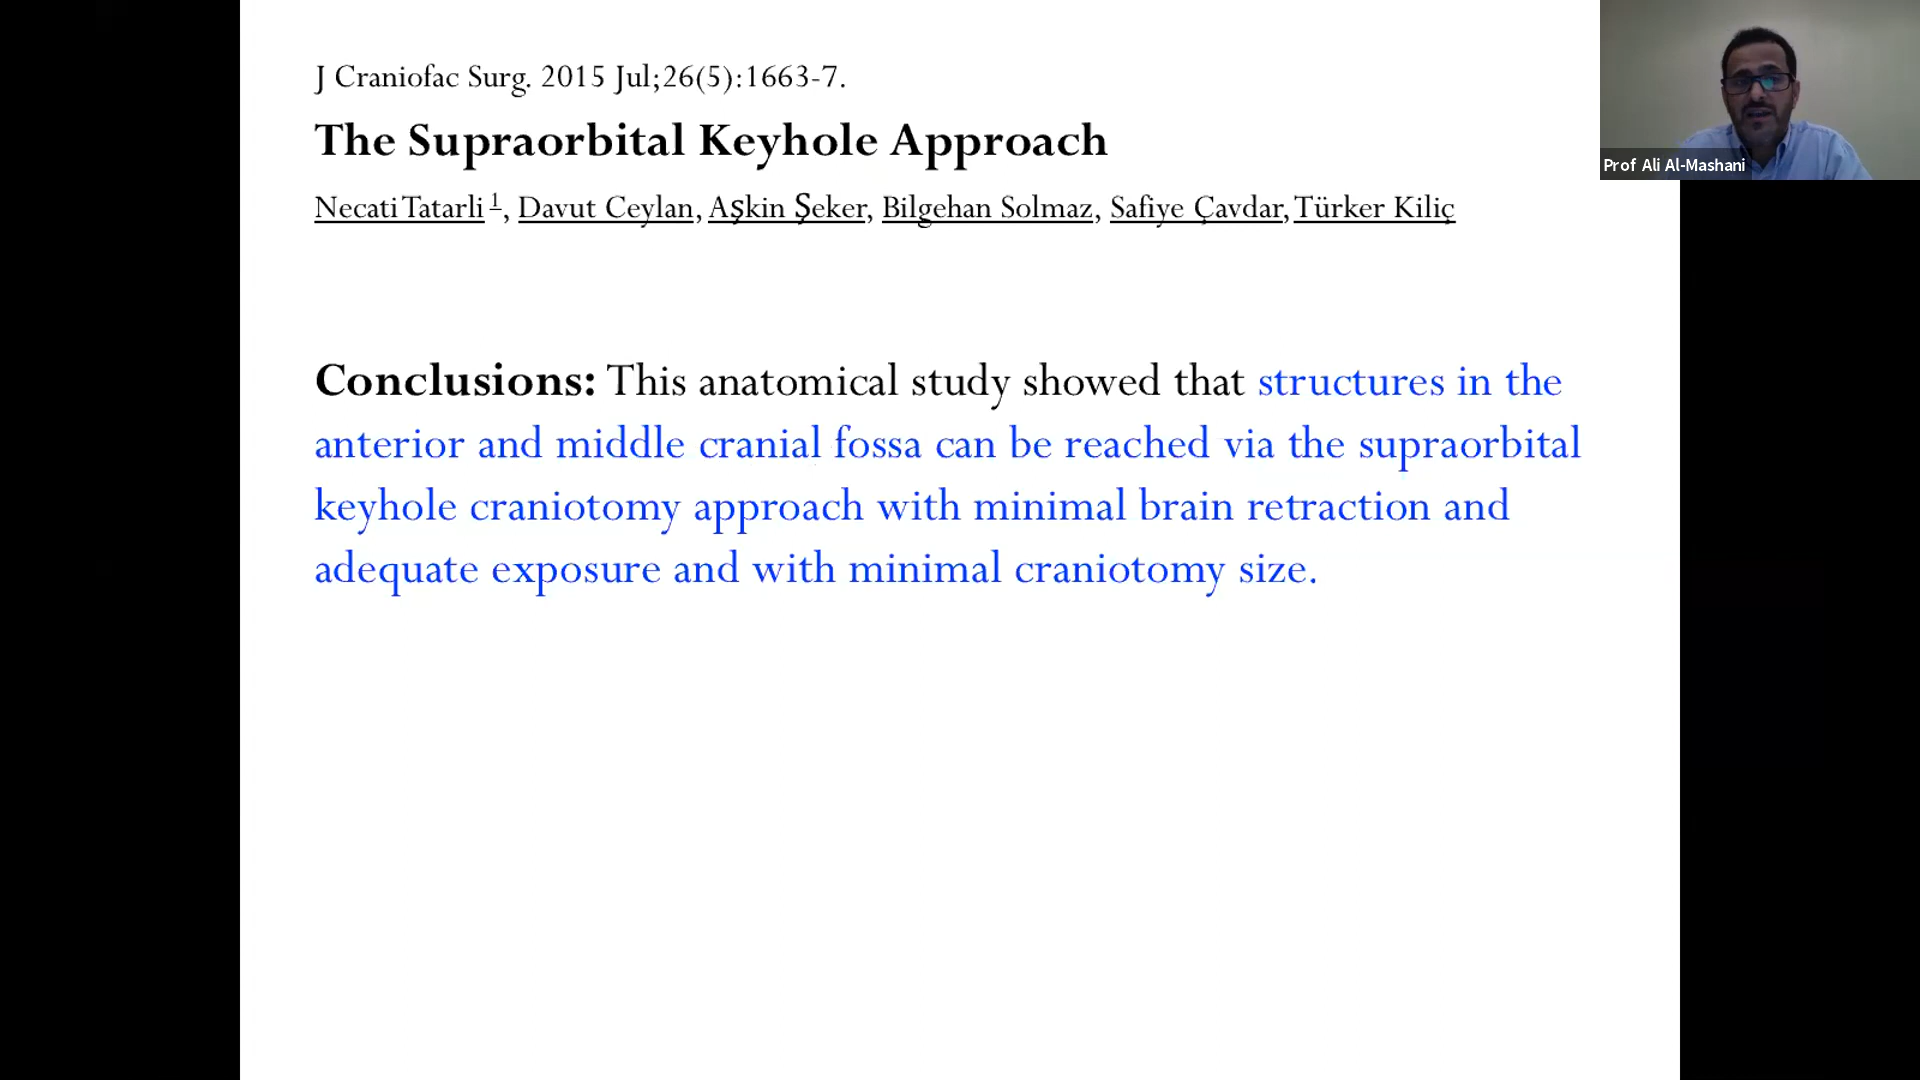 J Craniofac Surg. 2015 Jul;26(5):1663-7.
The Supraorbital Keyhole Approach
Necati Tatarli 1, Davut Ceylan, Aşkin Şeker, Bilgehan Solmaz, Safiye Çavdar, Türker Kiliç
Conclusions: This anatomical study showed that structures in the
anterior and middle cranial fossa can be reached via the supraorbital
keyhole craniotomy approach with minimal brain retraction and
adequate exposure and with minimal craniotomy size.
Prof Ali Al-Mashani